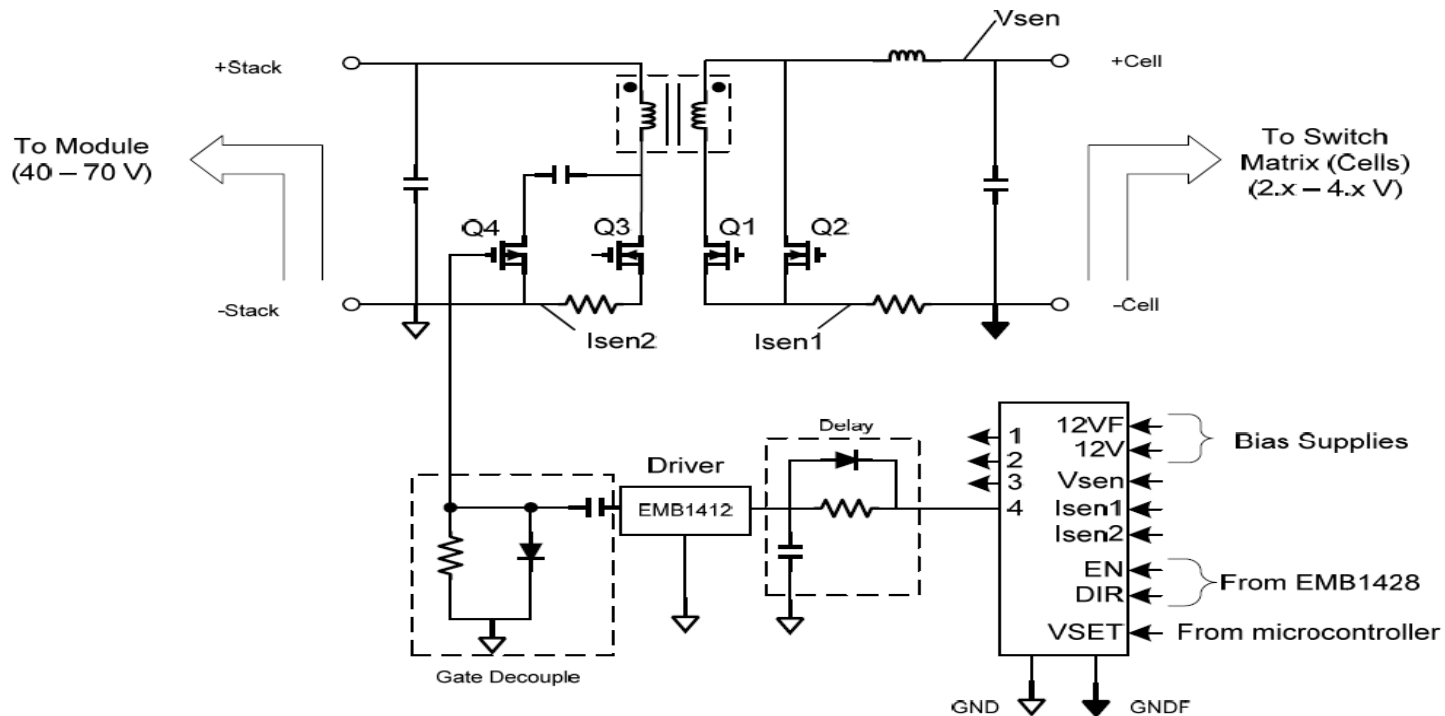 Vsen
+Stack
+Cell
To Module
(40 – 70 V)
To Switch
Matrix (Cells)
(2.x – 4.x V)
Q4
Q3
Q1
Q2
-Stack
–Cell
Isen2
Isen1
Delay
Driver
EMB1412
1
2
3
4
12VF
12V
Vsen
Isen1
Isen2
EN
DIR
VSET
Bias Supplies
From EMB1428
From microcontroller
Gate Decouple
GND
GNDF